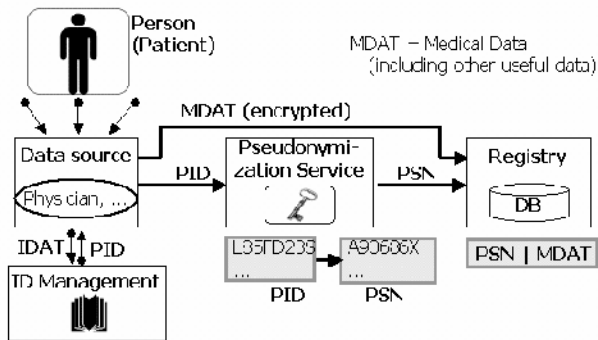 Person
(Patient)
MDAT – Medical Data
(including other useful data)
MDAT (encrypted)
Data source
Physician, ...
PID
Pseudonymi-
zation Service
PSN
Registry
DB
IDAT
PID
ID Management
...
PID
A90606X
...
PSN
PSN | MDAT